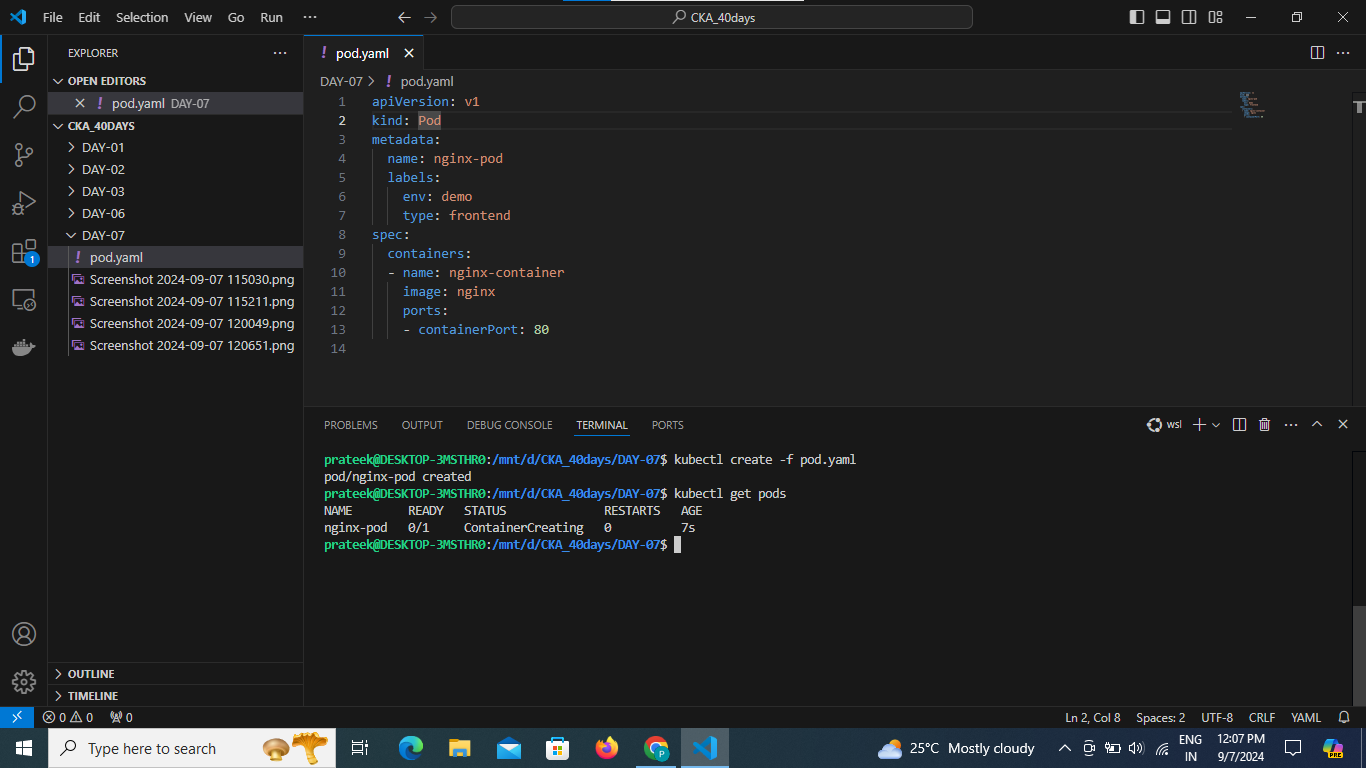 File Edit Selection View Go Run ··· CKA_40days
EXPLORER
OPEN EDITORS
pod.yaml DAY-07
CKA_40DAYS
DAY-01
DAY-02
DAY-03
DAY-06
DAY-07
pod.yaml
Screenshot 2024-09-07 115030.png
Screenshot 2024-09-07 115211.png
Screenshot 2024-09-07 120049.png
Screenshot 2024-09-07 120651.png
OUTLINE
TIMELINE
1
pod.yaml
DAY-07 > ! pod.yaml
1 apiVersion: v1
2 kind: Pod
3 metadata:
4   name: nginx-pod
5   labels:
6     env: demo
7     type: frontend
8 spec:
9   containers:
10   - name: nginx-container
11     image: nginx
12     ports:
13     - containerPort: 80
14
PROBLEMS OUTPUT DEBUG CONSOLE TERMINAL PORTS wsl
prateek@DESKTOP-3MSTHR0:/mnt/d/CKA_40days/DAY-07$ kubectl create -f pod.yaml
pod/nginx-pod created
prateek@DESKTOP-3MSTHR0:/mnt/d/CKA_40days/DAY-07$ kubectl get pods
NAME READY STATUS RESTARTS AGE
nginx-pod 0/1 ContainerCreating 0 7s
prateek@DESKTOP-3MSTHR0:/mnt/d/CKA_40days/DAY-07$
0 0 0 Ln 2, Col 8 Spaces: 2 UTF-8 CRLF YAML
Type here to search 25°C Mostly cloudy ENG 12:07 PM
IN 9/7/2024
PRE